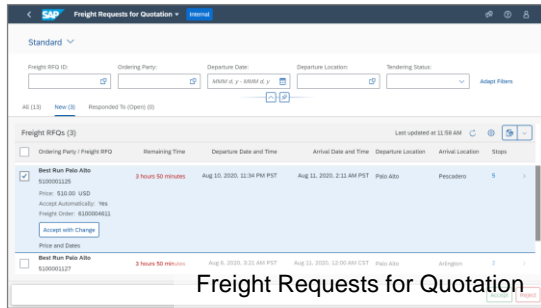 SAP Freight Requests for Quotation Internal
Standard
Freight RFQ ID: Ordering Party: Departure Date: Departure Location: Tendering Status:
MMM d, y - MMM d, y Adapt Filters
All (13) New (3) Responded To (Open) (0)
Freight RFQs (3) Last updated at 11:58 AM
Ordering Party / Freight RFQ Remaining Time Departure Date and Time Arrival Date and Time Departure Location Arrival Location Stops
Best Run Palo Alto
5100001125 3 hours 50 minutes Aug 10, 2020, 11:34 PM PST Aug 11, 2020, 2:11 AM PST Palo Alto Pescadero 5
Price: 510.00 USD
Accept Automatically: Yes
Freight Order: 6100004611
Accept with Change
Price and Dates
Best Run Palo Alto
5100001127 3 hours 50 minutes Aug 6, 2020, 3:21 AM PST Aug 11, 2020, 12:00 AM CST Palo Alto Arlington 2
Freight Requests for Quotation
Accept Reject